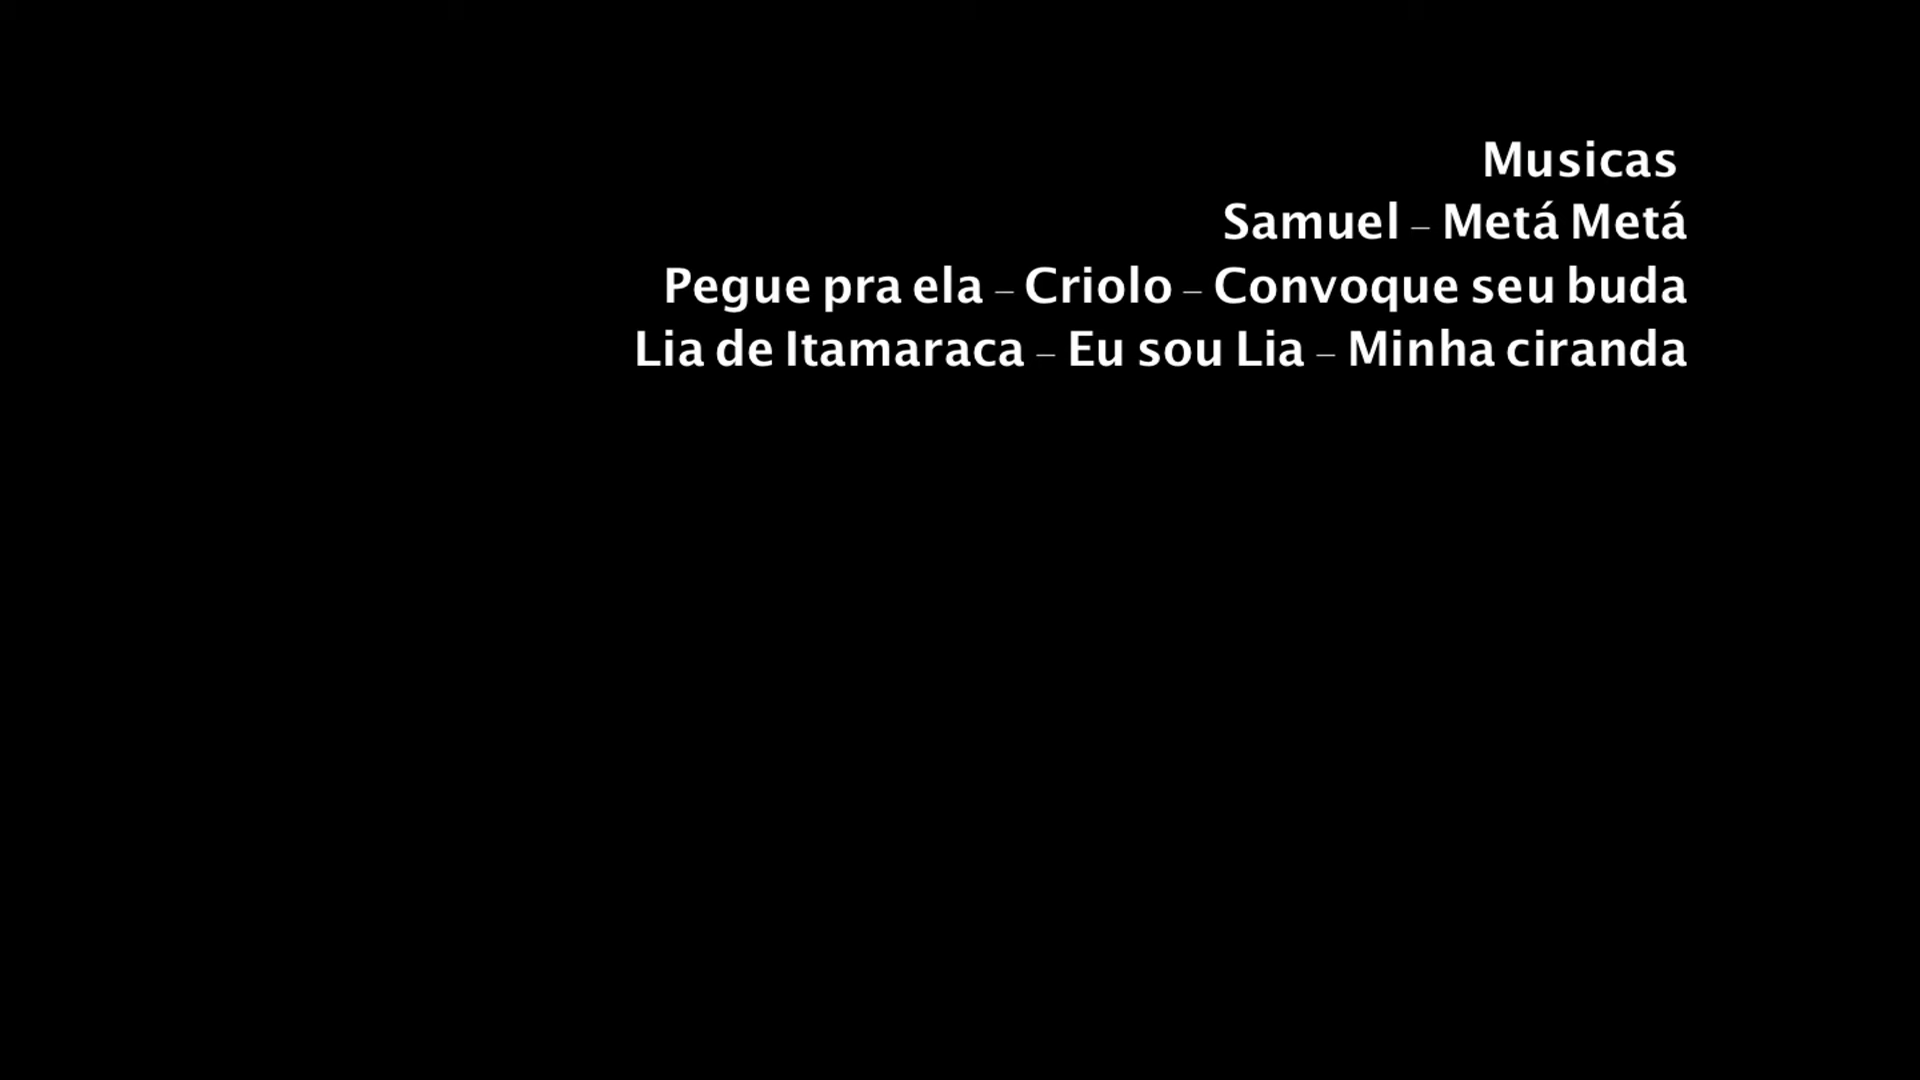 Musicas
Samuel – Metá Metá
Pegue pra ela – Criolo – Convoque seu buda
Lia de Itamaraca – Eu sou Lia – Minha ciranda